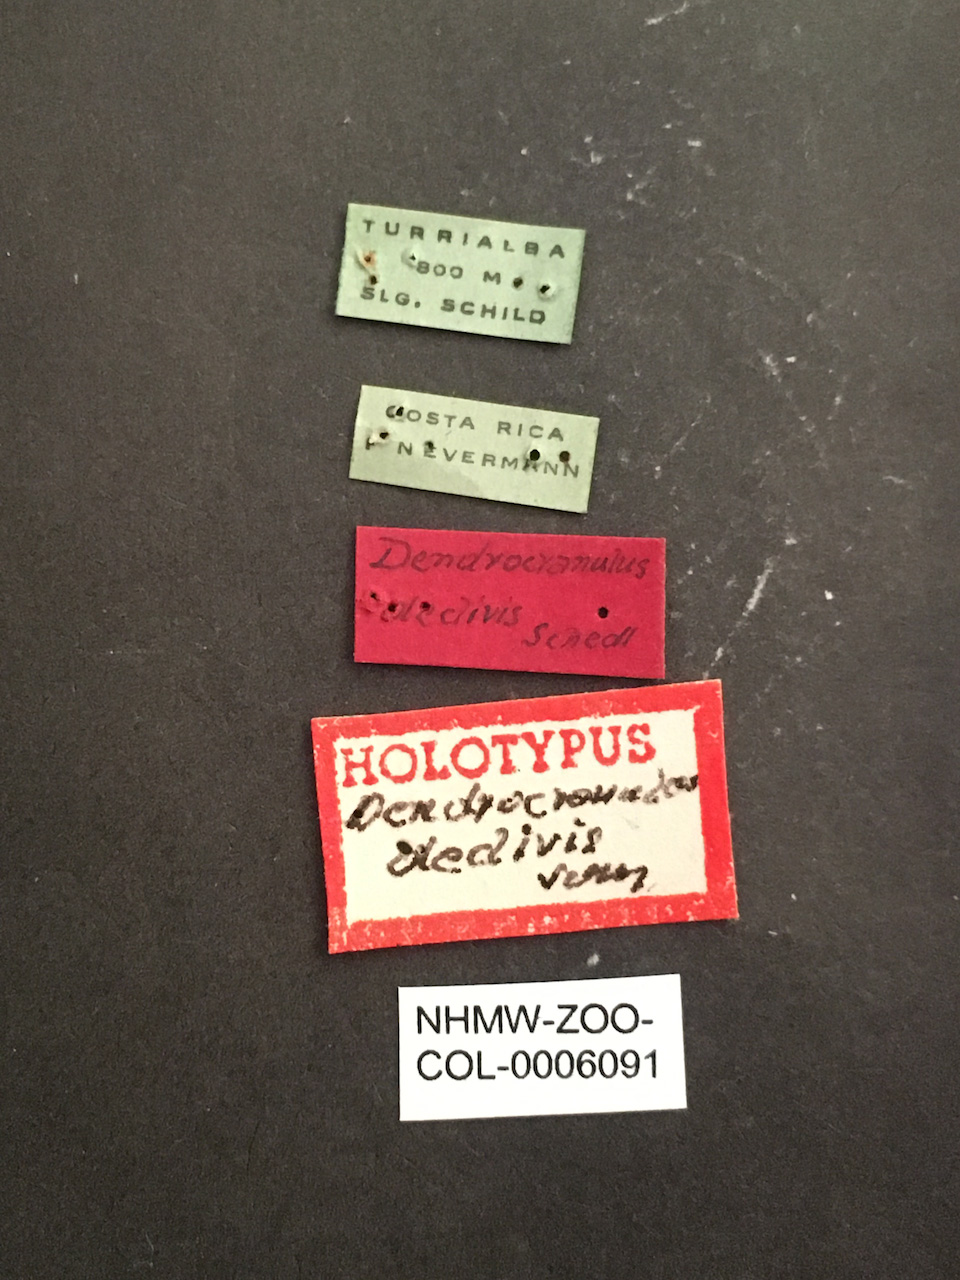 TURRIALBA
800 M
SLG. SCHILD
COSTA RICA
F NEVERMANN
Dendrocranulus
declivis
Schedl
HOLOTYPUS
Dendrocranulus
declivis
NHMW-ZOO-
COL-0006091